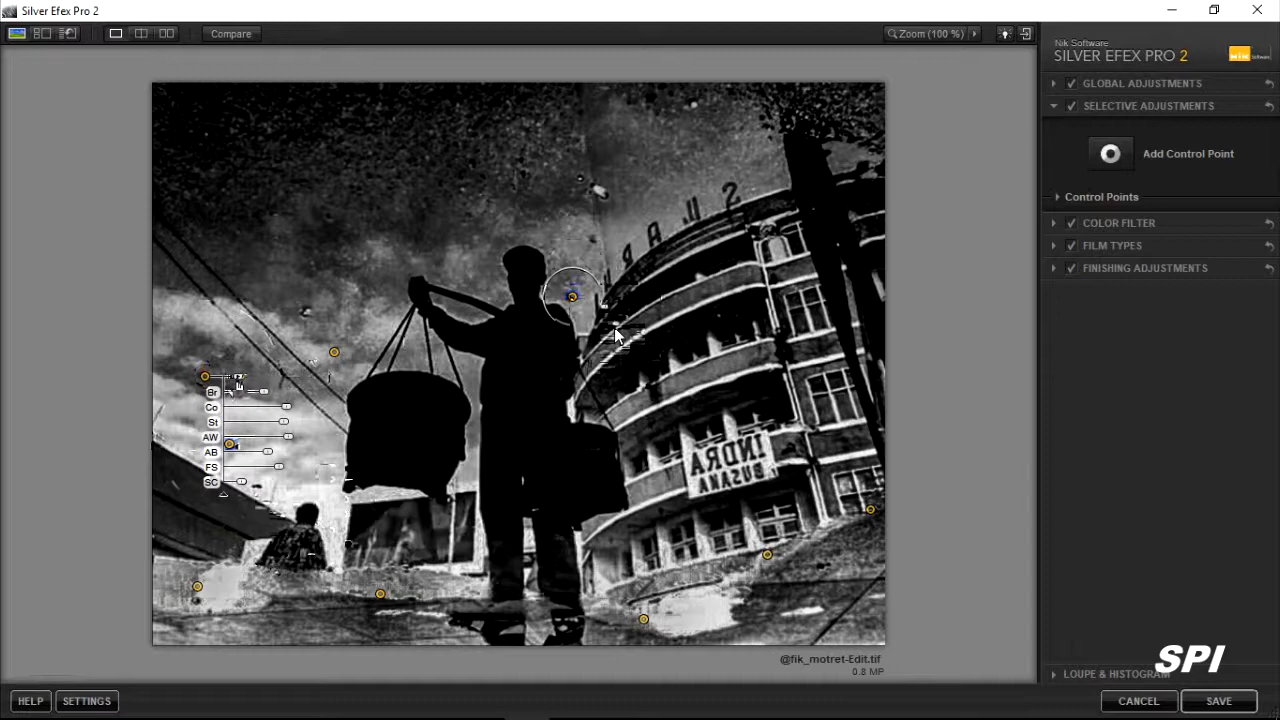 Silver Efex Pro 2
Compare
Zoom (100 %)
Nik Software
SILVER EFEX PRO 2
GLOBAL ADJUSTMENTS
SELECTIVE ADJUSTMENTS
Add Control Point
Control Points
COLOR FILTER
FILM TYPES
FINISHING ADJUSTMENTS
SURABA
INDRA
BUSANA
Br
Co
St
AW
AB
FS
SC
@fik_motret-Edit.tif
0.8 MP
LOUPE & HISTOGRAM
SPI
HELP
SETTINGS
CANCEL
SAVE